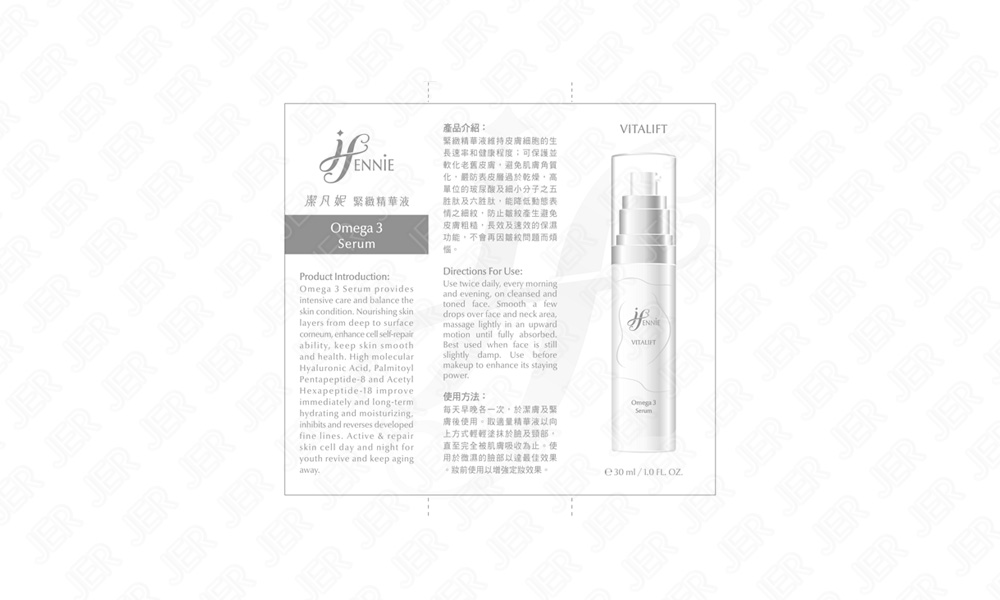 JENNIE
潔凡妮 緊緻精華液
Omega 3
Serum
Product Introduction:
Omega 3 Serum provides
intensive care and balance the
skin condition. Nourishing skin
layers from deep to surface
corneum, enhance cell self-repair
ability, keep skin smooth
and health. High molecular
Hyaluronic Acid, Palmitoyl
Pentapeptide-8 and Acetyl
Hexapeptide-18 improve
immediately and long-term
hydrating and moisturizing,
inhibits and reverses developed
fine lines. Active & repair
skin cell day and night for
youth revive and keep aging
away.
產品介紹：
緊緻精華液維持皮膚細胞的生
長速率和健康程度；可保護並
軟化老舊皮膚，避免肌膚角質
化，嚴防表皮層過於乾燥，高
單位的玻尿酸及細小分子之五
胜肽及六胜肽，能降低動態表
情之細紋，防止皺紋產生避免
皮膚粗糙，長效及速效的保濕
功能，不會再因皺紋問題而煩
惱。
Directions For Use:
Use twice daily, every morning
and evening, on cleansed and
toned face. Smooth a few
drops over face and neck area,
massage lightly in an upward
motion until fully absorbed.
Best used when face is still
slightly damp. Use before
makeup to enhance its staying
power.
使用方法：
每天早晚各一次，於潔膚及緊
膚後使用。取適量精華液以向
上方式輕輕塗抹於臉及頸部，
直至完全被肌膚吸收為止。使
用於微濕的臉部以達最佳效果
。妝前使用以增強定妝效果。
VITALIFT
JENNIE
VITALIFT
Omega 3
Serum
℮ 30 ml / 1.0 FL. OZ.
JER